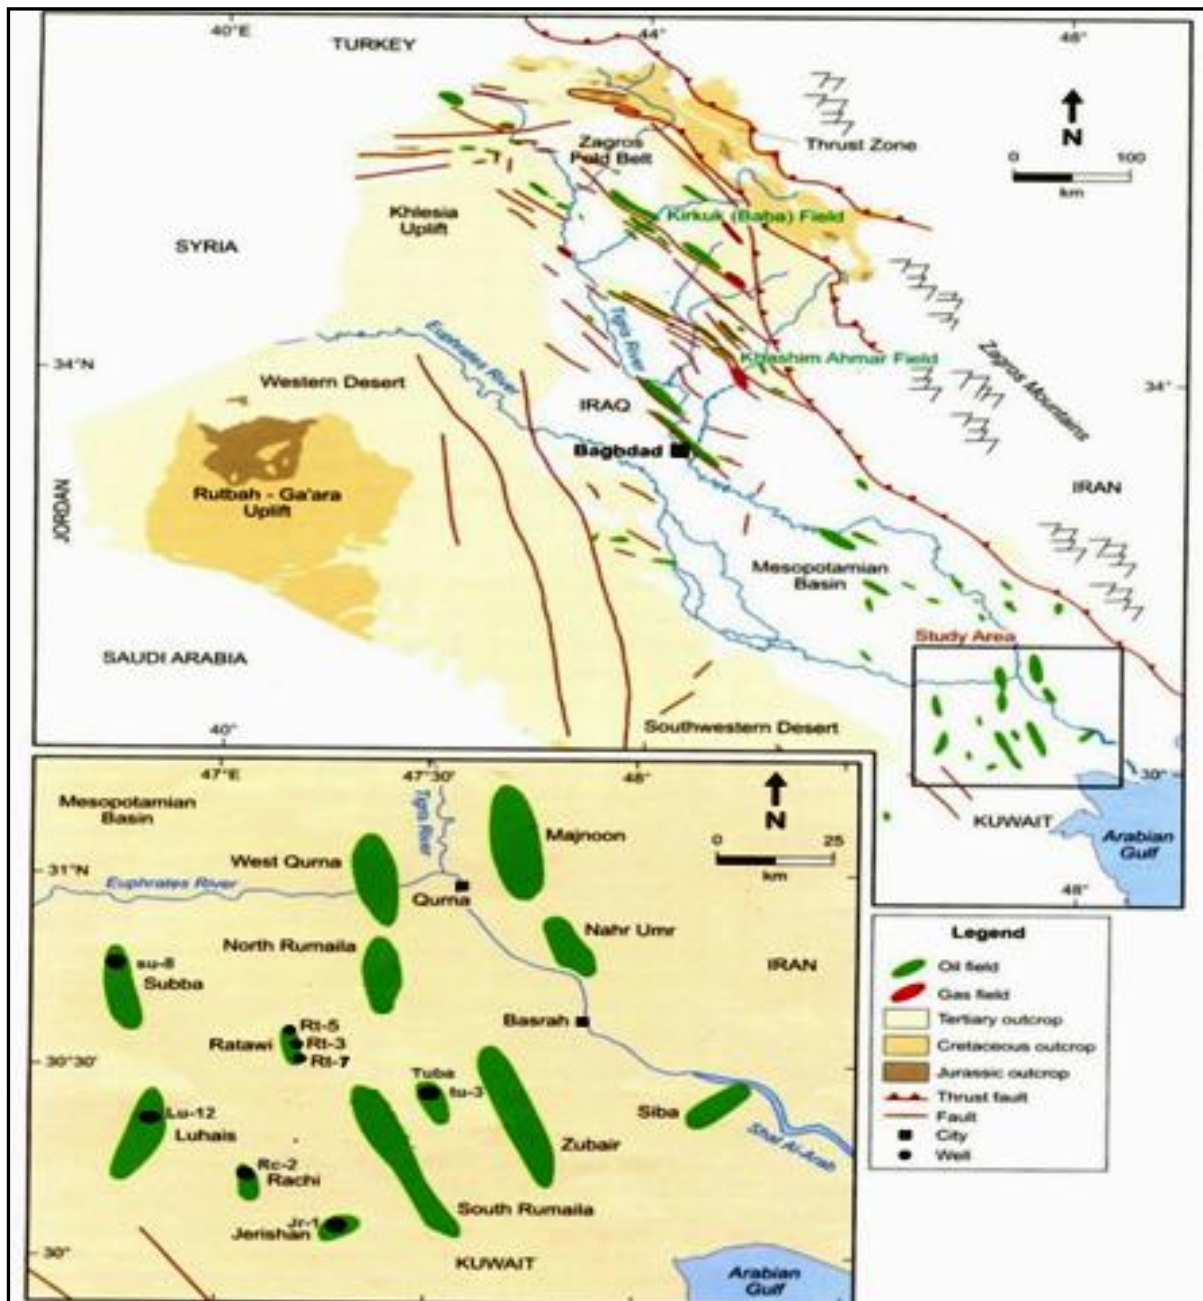 40°E
44°
48°
TURKEY
Thrust Zone
N
0
100
km
Zagros
Fold Belt
Khlesia
Uplift
Kirkuk (Baba) Field
SYRIA
Euphrates River
Tigris River
Khashim Ahmar Field
Zagros Mountains
34°N
34°
Western Desert
IRAQ
Baghdad
Rutbah - Ga'ara
Uplift
JORDAN
IRAN
Mesopotamian
Basin
Study Area
SAUDI ARABIA
40°
Southwestern Desert
30°
KUWAIT
Arabian
Gulf
48°
47°E
47°30'
48°
Mesopotamian
Basin
Tigris River
N
0
25
km
Majnoon
West Qurna
31°N
Euphrates River
Qurna
North Rumaila
Nahr Umr
IRAN
su-8
Subba
Basrah
Rt-5
Ratawi
Rt-3
Rt-7
30°30'
Tuba
tu-3
Siba
Lu-12
Luhais
Zubair
Shat Al-Arab
Rc-2
Rachi
South Rumaila
Jr-1
Jerishan
30°
KUWAIT
Arabian
Gulf
Legend
Oil field
Gas field
Tertiary outcrop
Cretaceous outcrop
Jurassic outcrop
Thrust fault
Fault
City
Well